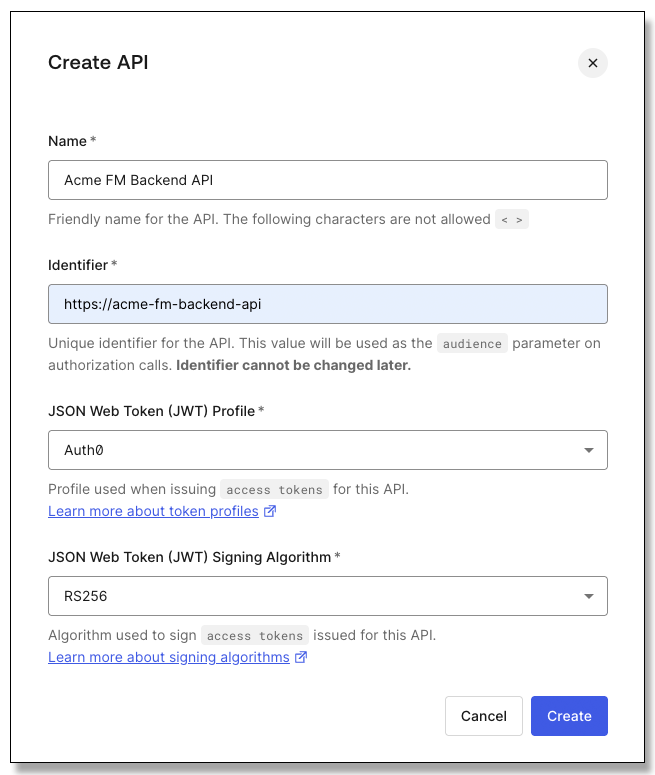 Create API
Name *
Acme FM Backend API
Friendly name for the API. The following characters are not allowed < >
Identifier *
https://acme-fm-backend-api
Unique identifier for the API. This value will be used as the audience parameter on
authorization calls. Identifier cannot be changed later.
JSON Web Token (JWT) Profile *
Auth0
Profile used when issuing access tokens for this API.
Learn more about token profiles
JSON Web Token (JWT) Signing Algorithm *
RS256
Algorithm used to sign access tokens issued for this API.
Learn more about signing algorithms
Cancel Create